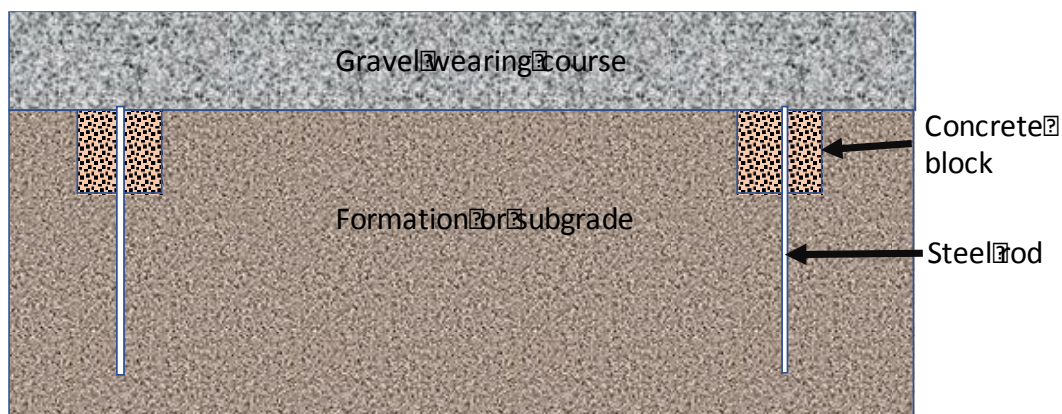 Gravel⍰wearing⍰course
Concrete⍰
block
Formation⍰or⍰subgrade
Steel⍰rod